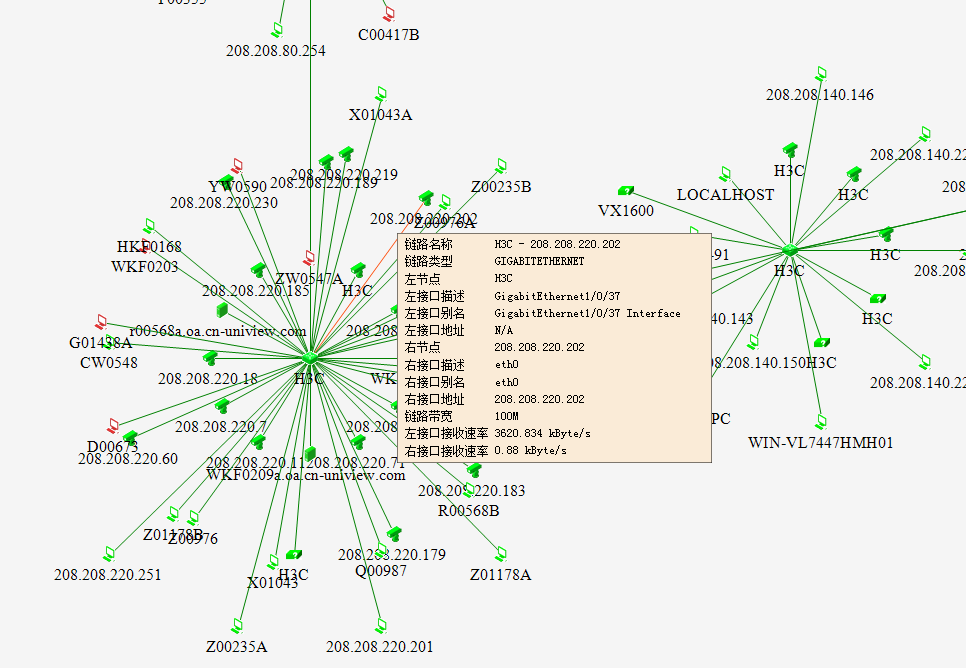 C00417B
208.208.80.254
208.208.140.146
X01043A
H3C
LOCALHOST
H3C
208.208.220.219
208.208.220.189
YW0590
208.208.220.230
Z00235B
VX1600
208.208.220.202
Z00976A
HKF0168
WKF0203
ZW0547A
208.208.220.185
H3C
-91
H3C
H3C
链路名称 H3C - 208.208.220.202
链路类型 GIGABITETHERNET
左节点 H3C
左接口描述 GigabitEthernet1/0/37
左接口别名 GigabitEthernet1/0/37 Interface
左接口地址 N/A
右节点 208.208.220.202
右接口描述 eth0
右接口别名 eth0
右接口地址 208.208.220.202
链路带宽 100M
左接口接收速率 3620.834 kByte/s
右接口接收速率 0.88 kByte/s
r00568a.oa.cn-uniview.com
G01438A
CW0548
208.208.220.18
H3C
H3C
40.143
208.140.150
H3C
208.208.220.7
D00673
208.208.220.60
208.208.220.71
WKF0209a.oa.cn-uniview.com
PC
WIN-VL7447HMH01
R00568B
Z01178B
Z00976
208.208.220.251
H3C
X01043
208.208.220.179
Q00987
Z01178A
Z00235A
208.208.220.201